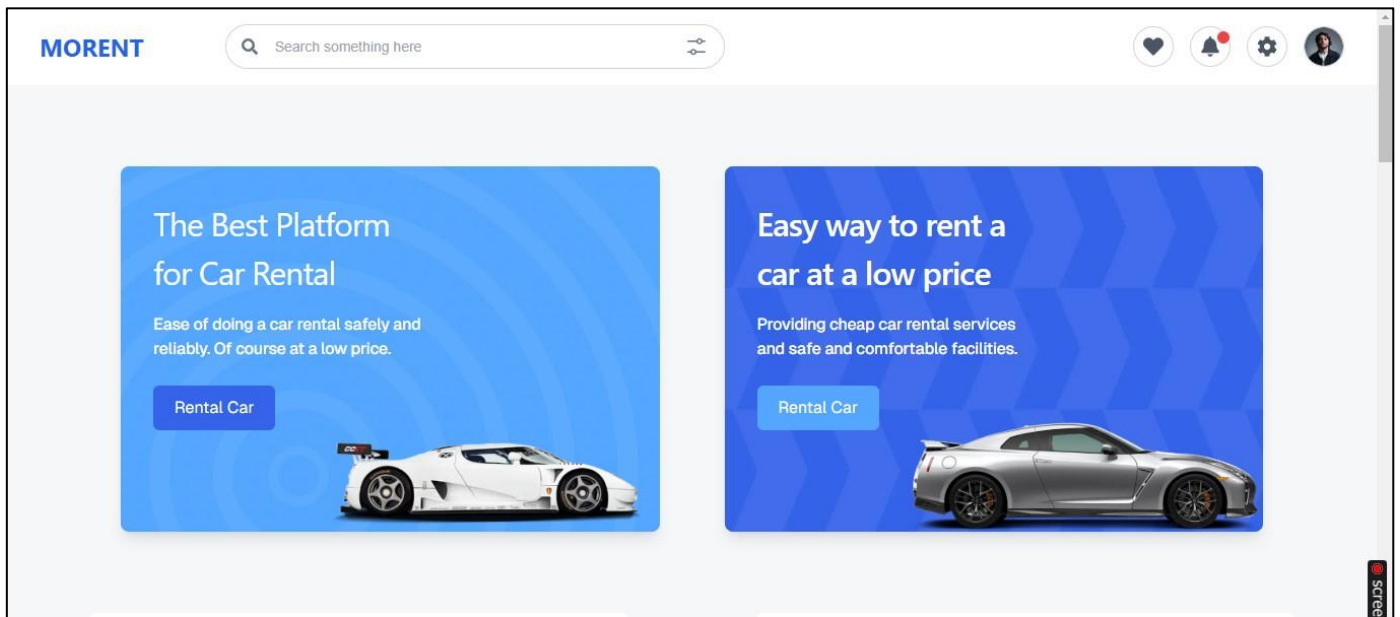 MORENT
Search something here
The Best Platform
for Car Rental
Ease of doing a car rental safely and
reliably. Of course at a low price.
Rental Car
Easy way to rent a
car at a low price
Providing cheap car rental services
and safe and comfortable facilities.
Rental Car
scree